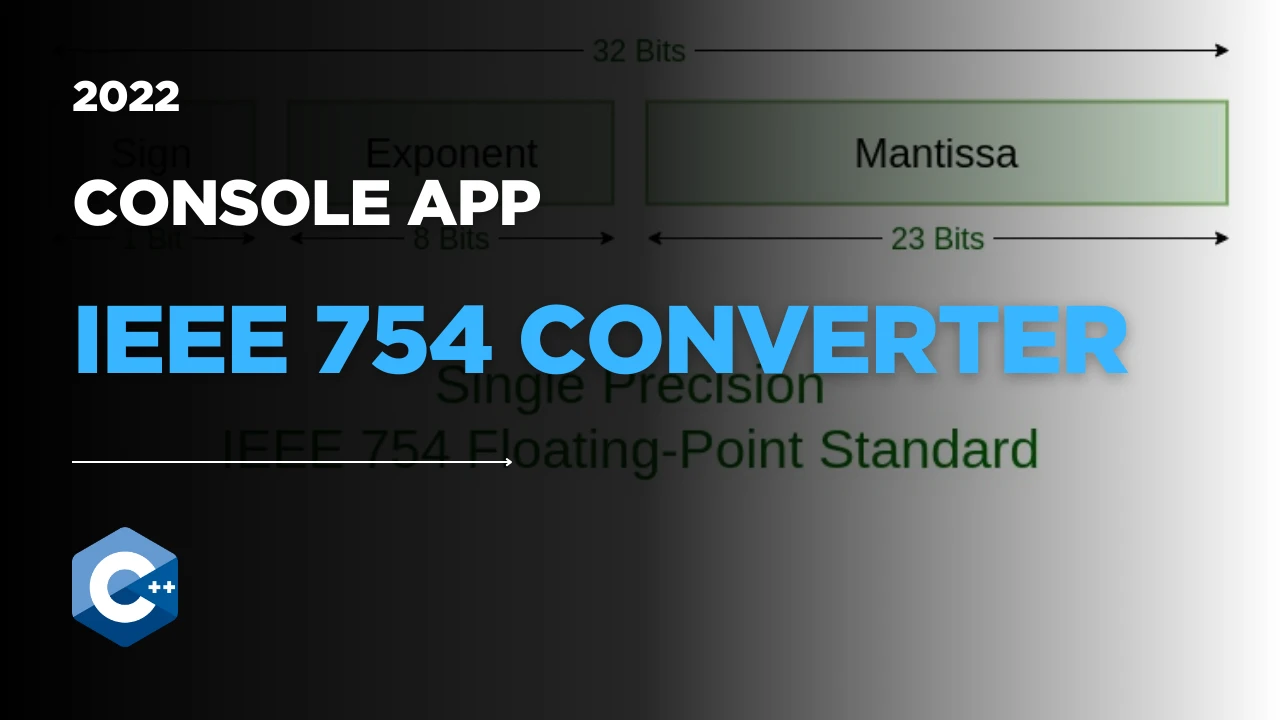 32 Bits
2022
Sign
Exponent
Mantissa
CONSOLE APP
1 Bit
8 Bits
23 Bits
IEEE 754 CONVERTER
Single Precision
IEEE 754 Floating-Point Standard
C++